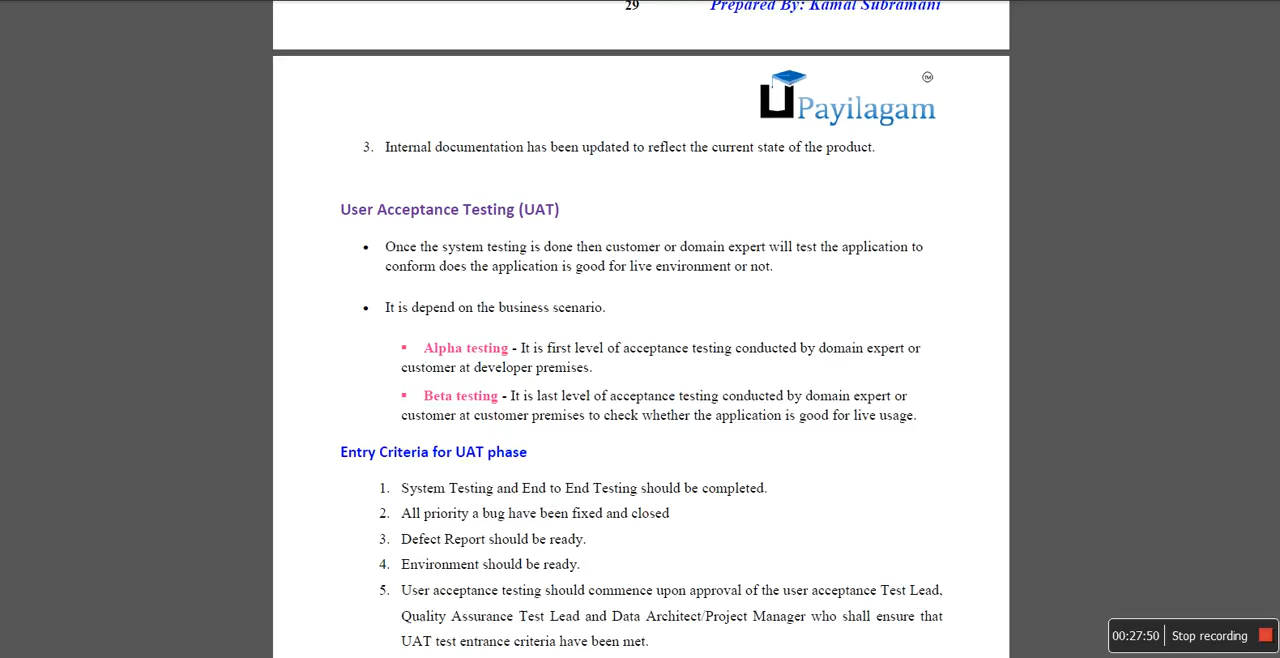 29 Prepared By: Kamal Subramani
TM
Payilagam
3. Internal documentation has been updated to reflect the current state of the product.
User Acceptance Testing (UAT)
• Once the system testing is done then customer or domain expert will test the application to
conform does the application is good for live environment or not.
• It is depend on the business scenario.
▪ Alpha testing - It is first level of acceptance testing conducted by domain expert or
customer at developer premises.
▪ Beta testing - It is last level of acceptance testing conducted by domain expert or
customer at customer premises to check whether the application is good for live usage.
Entry Criteria for UAT phase
1. System Testing and End to End Testing should be completed.
2. All priority a bug have been fixed and closed
3. Defect Report should be ready.
4. Environment should be ready.
5. User acceptance testing should commence upon approval of the user acceptance Test Lead,
Quality Assurance Test Lead and Data Architect/Project Manager who shall ensure that
UAT test entrance criteria have been met.
00:27:50 Stop recording